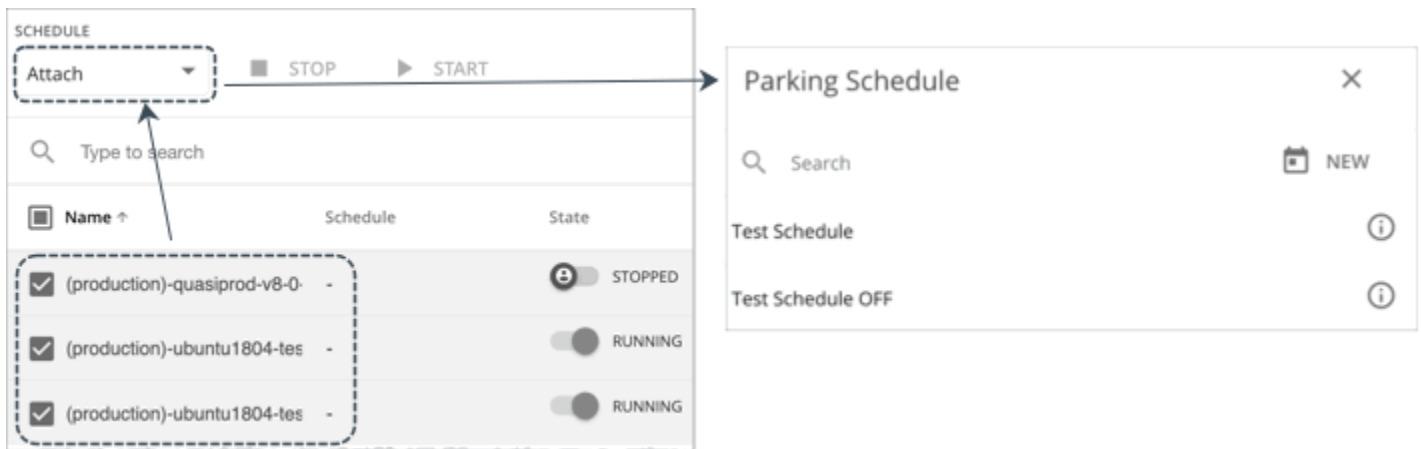 SCHEDULE
Attach STOP START
Type to search
Name ↑ Schedule State
(production)-quasiprod-v8-0- - STOPPED
(production)-ubuntu1804-tes - RUNNING
(production)-ubuntu1804-tes - RUNNING
Parking Schedule
Search NEW
Test Schedule
Test Schedule OFF